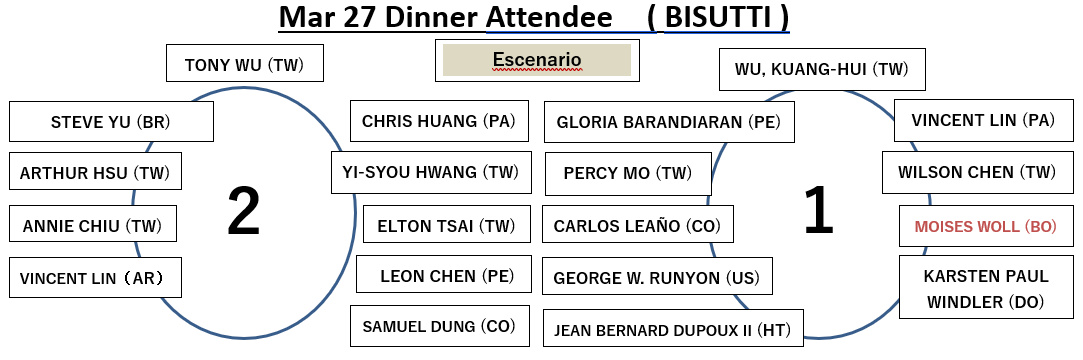 Mar 27 Dinner Attendee ( BISUTTI )
Escenario
TONY WU (TW)
STEVE YU (BR)
ARTHUR HSU (TW)
ANNIE CHIU (TW)
VINCENT LIN (AR)
2
CHRIS HUANG (PA)
YI-SYOU HWANG (TW)
ELTON TSAI (TW)
LEON CHEN (PE)
SAMUEL DUNG (CO)
WU, KUANG-HUI (TW)
GLORIA BARANDIARAN (PE)
PERCY MO (TW)
CARLOS LEAÑO (CO)
GEORGE W. RUNYON (US)
JEAN BERNARD DUPOUX II (HT)
1
VINCENT LIN (PA)
WILSON CHEN (TW)
MOISES WOLL (BO)
KARSTEN PAUL
WINDLER (DO)